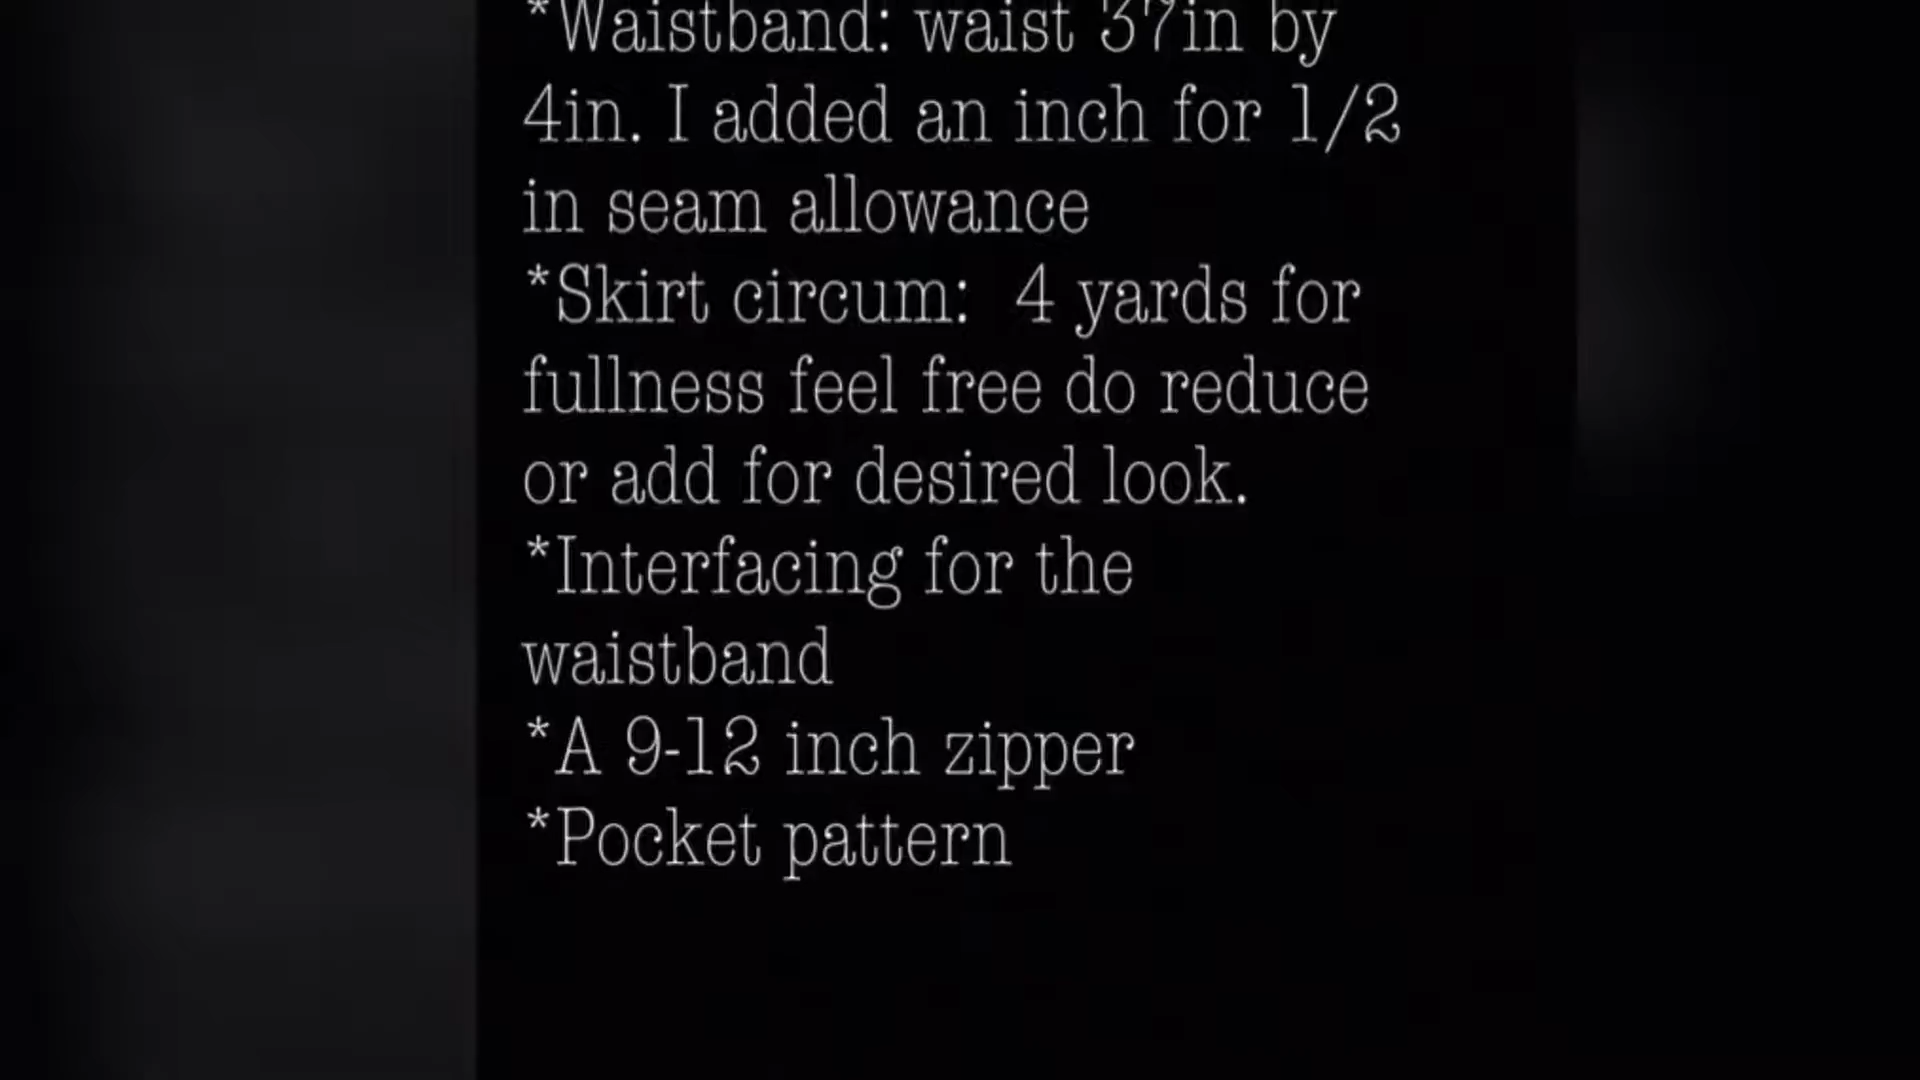 *Waistband: waist 37in by
4in. I added an inch for 1/2
in seam allowance
*Skirt circum:  4 yards for
fullness feel free do reduce
or add for desired look.
*Interfacing for the
waistband
*A 9-12 inch zipper
*Pocket pattern